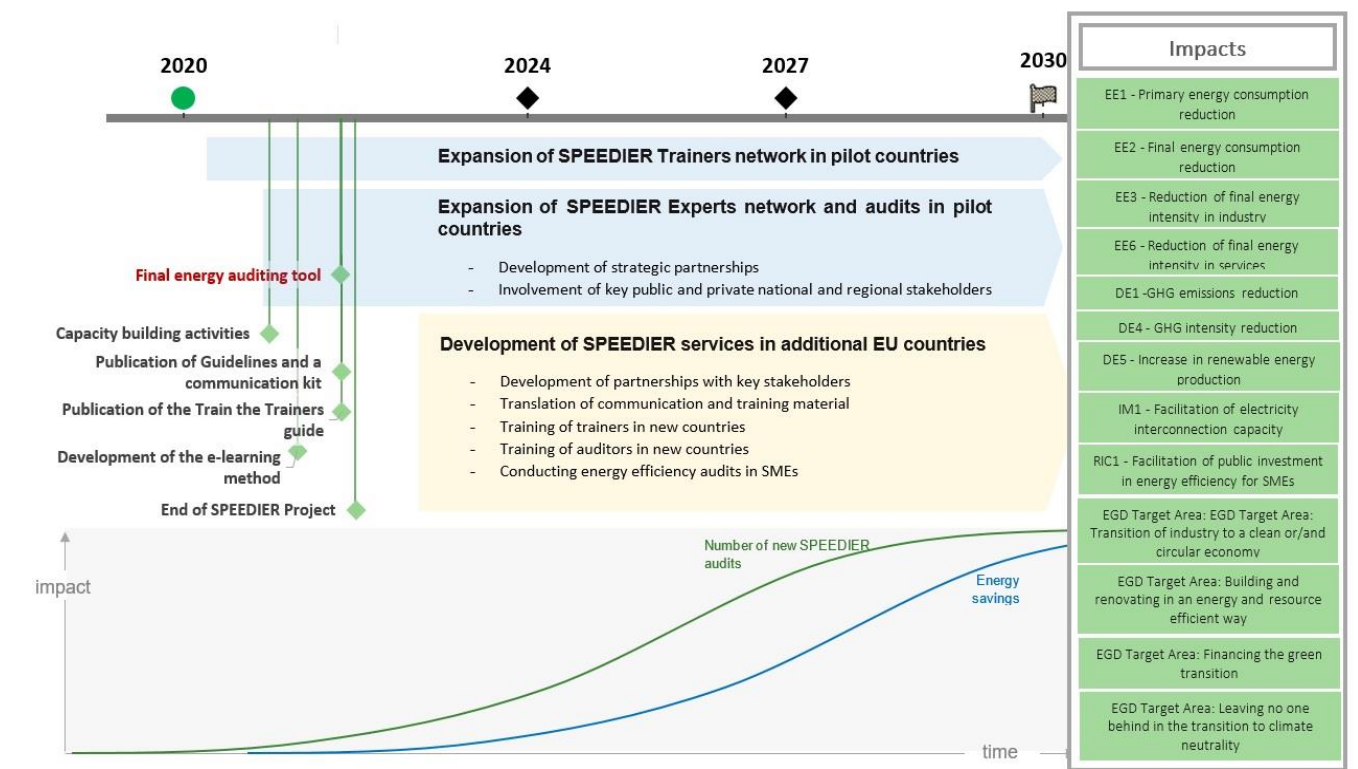 2020
2024
2027
2030
Expansion of SPEEDIER Trainers network in pilot countries
Expansion of SPEEDIER Experts network and audits in pilot
countries
- Development of strategic partnerships
- Involvement of key public and private national and regional stakeholders
Development of SPEEDIER services in additional EU countries
- Development of partnerships with key stakeholders
- Translation of communication and training material
- Training of trainers in new countries
- Training of auditors in new countries
- Conducting energy efficiency audits in SMEs
Final energy auditing tool
Capacity building activities
Publication of Guidelines and a
communication kit
Publication of the Train the Trainers
guide
Development of the e-learning
method
End of SPEEDIER Project
impact
Number of new SPEEDIER
audits
Energy
savings
time
Impacts
EE1 - Primary energy consumption
reduction
EE2 - Final energy consumption
reduction
EE3 - Reduction of final energy
intensity in industry
EE6 - Reduction of final energy
intensity in services
DE1 -GHG emissions reduction
DE4 - GHG intensity reduction
DE5 - Increase in renewable energy
production
IM1 - Facilitation of electricity
interconnection capacity
RIC1 - Facilitation of public investment
in energy efficiency for SMEs
EGD Target Area: EGD Target Area:
Transition of industry to a clean or/and
circular economy
EGD Target Area: Building and
renovating in an energy and resource
efficient way
EGD Target Area: Financing the green
transition
EGD Target Area: Leaving no one
behind in the transition to climate
neutrality